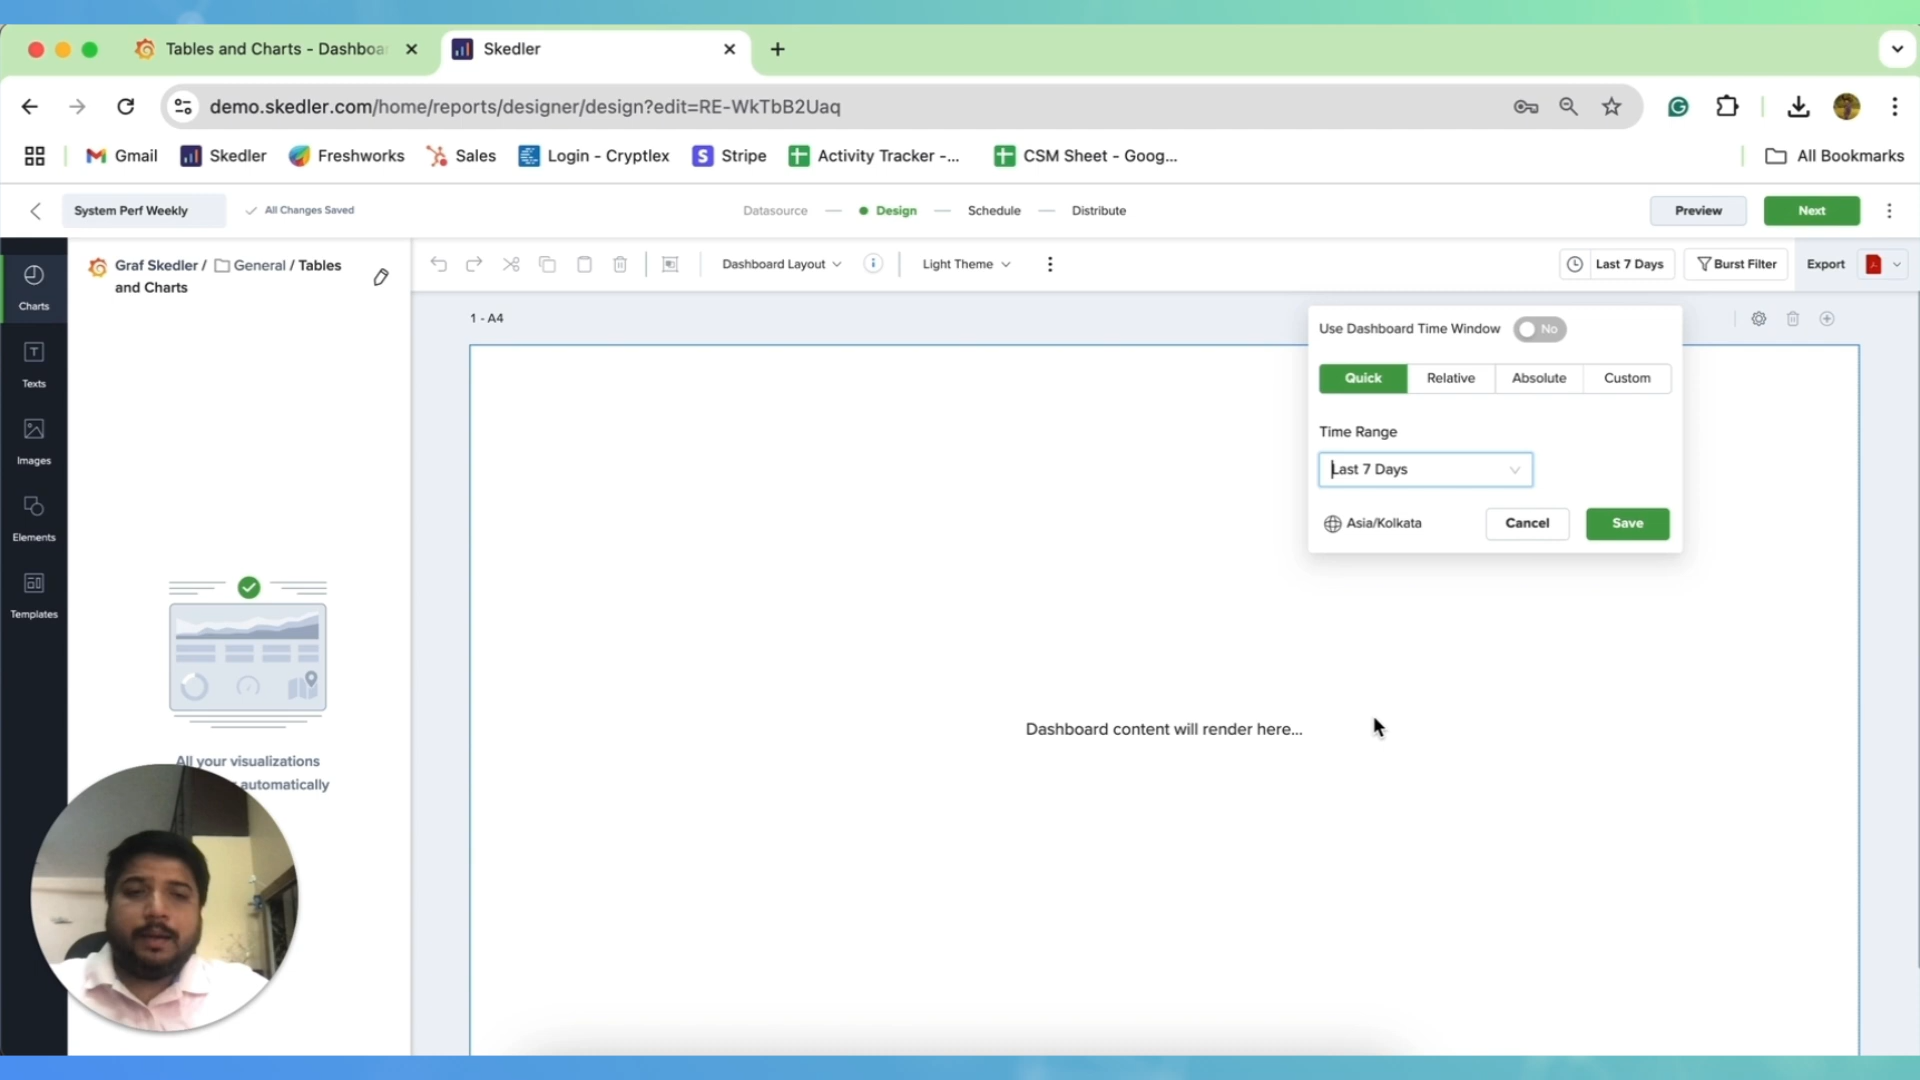 Tables and Charts - Dashboar
Skedler
demo.skedler.com/home/reports/designer/design?edit=RE-WkTbB2Uaq
Gmail
Skedler
Freshworks
Sales
Login - Cryptlex
Stripe
Activity Tracker -...
CSM Sheet - Goog...
All Bookmarks
System Perf Weekly
All Changes Saved
Datasource
Design
Schedule
Distribute
Preview
Next
Charts
Texts
Images
Elements
Templates
Graf Skedler / General / Tables
and Charts
Dashboard Layout
Light Theme
Last 7 Days
Burst Filter
Export
1 - A4
Use Dashboard Time Window
No
Quick
Relative
Absolute
Custom
Time Range
Last 7 Days
Asia/Kolkata
Cancel
Save
Dashboard content will render here...
All your visualizations
automatically